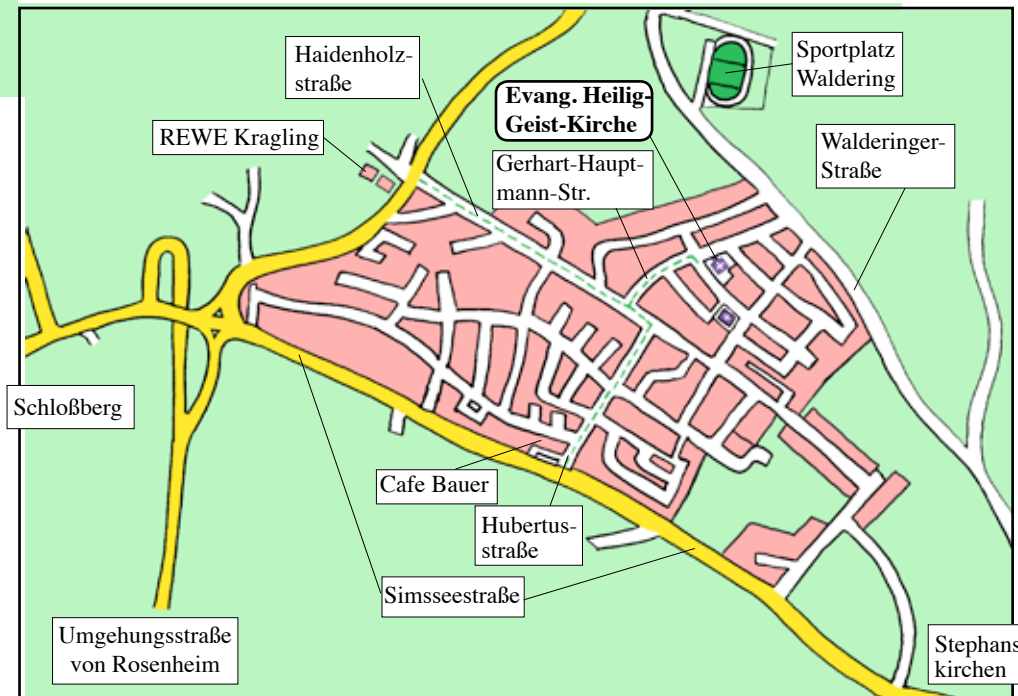 Haidenholz-
straße
Sportplatz
Waldering
Evang. Heilig-
Geist-Kirche
REWE Kragling
Gerhart-Haupt-
mann-Str.
Walderinger-
Straße
Schloßberg
Cafe Bauer
Hubertus-
straße
Simsseestraße
Umgehungsstraße
von Rosenheim
Stephans
kirchen